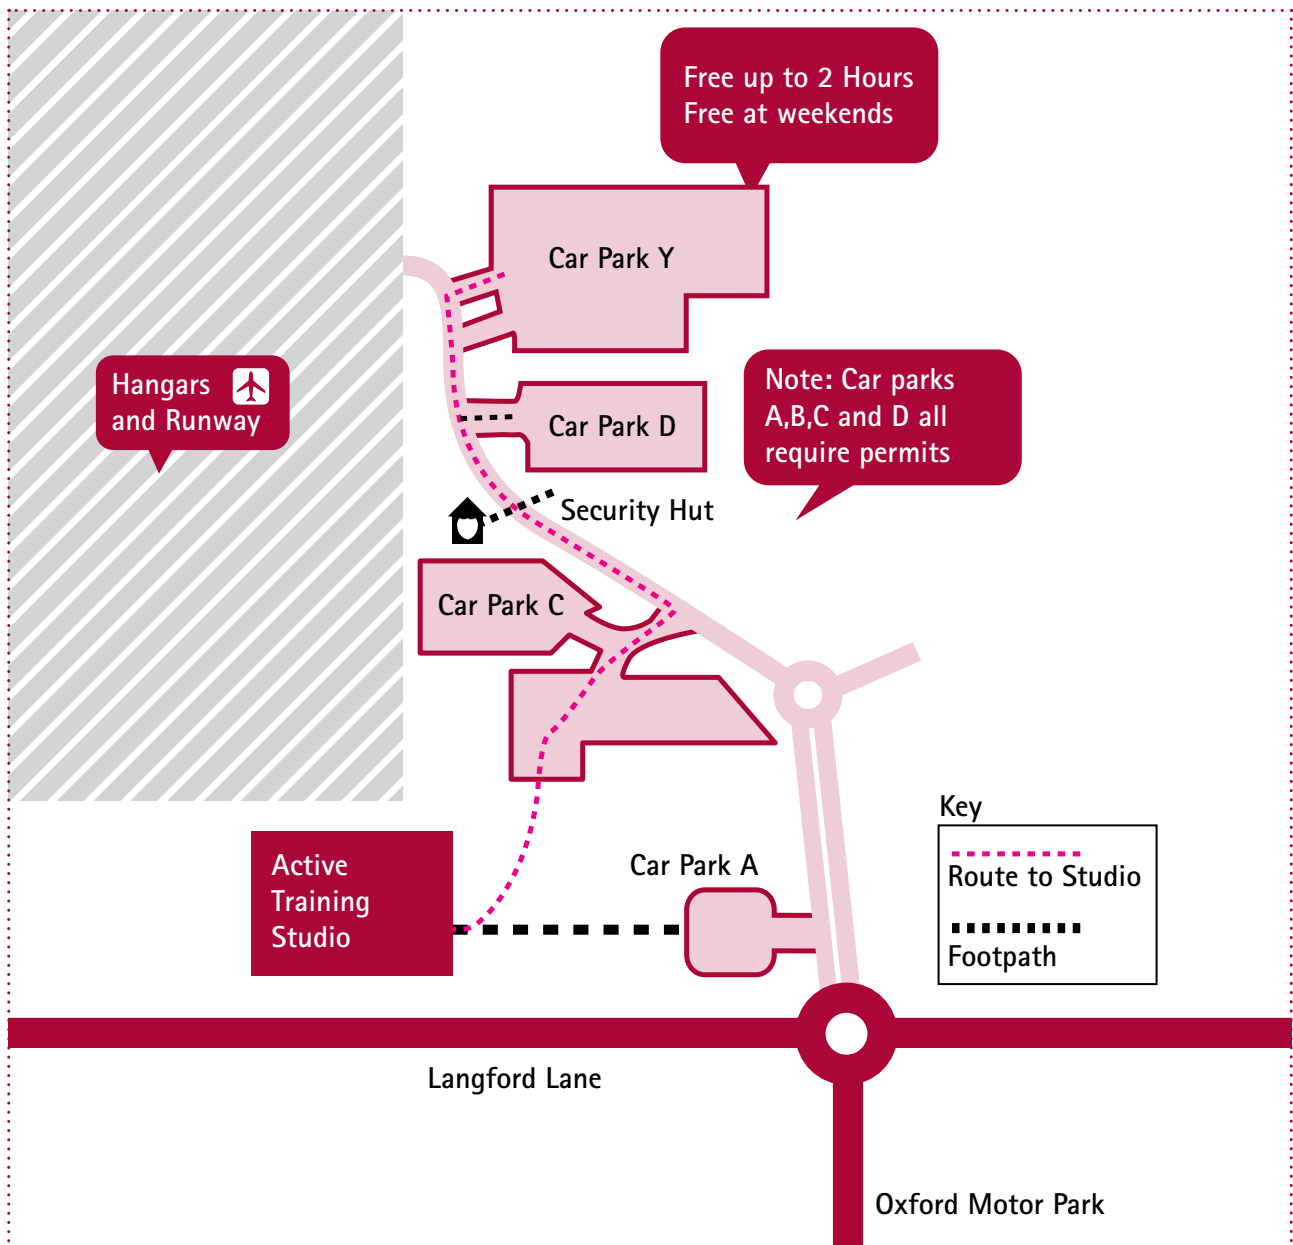 Free up to 2 Hours
Free at weekends
Car Park Y
Hangars
and Runway
Note: Car parks
A,B,C and D all
require permits
Car Park D
Security Hut
Car Park C
Key
Route to Studio
Footpath
Active
Training
Studio
Car Park A
Langford Lane
Oxford Motor Park